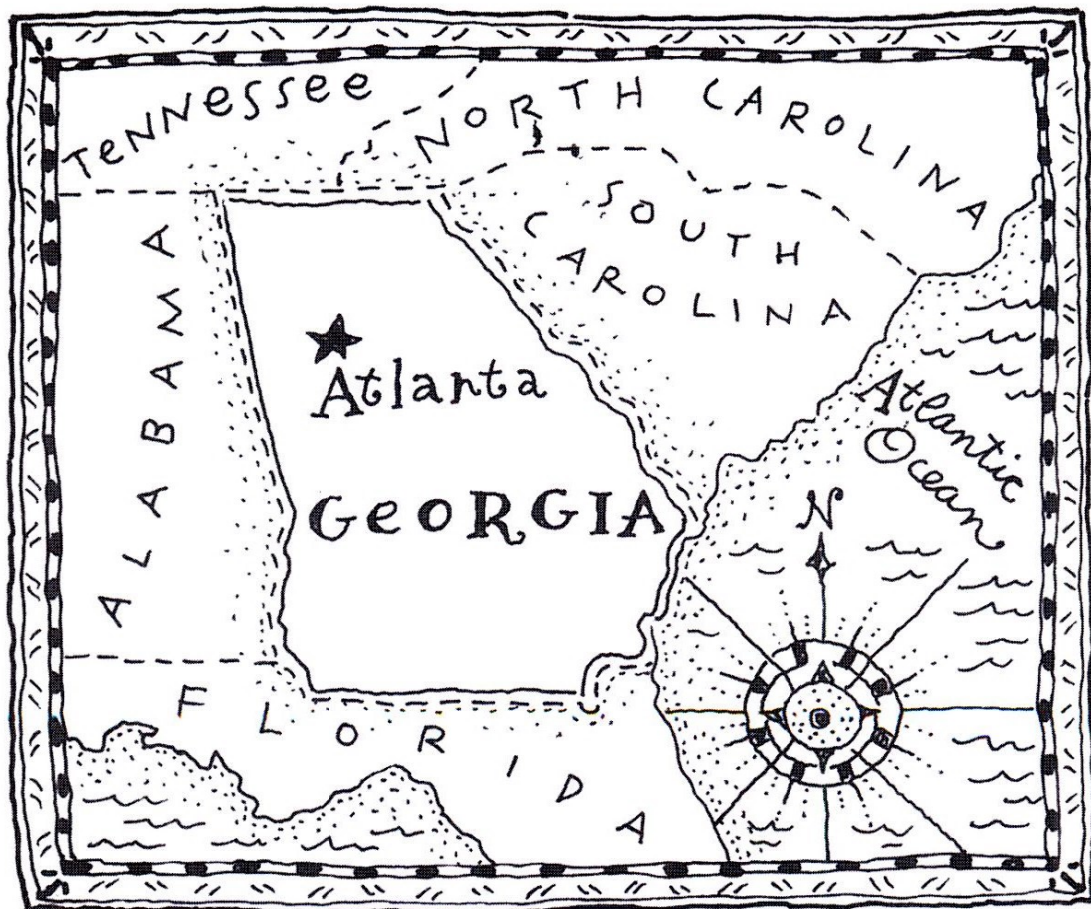 TENNESSEE
NORTH CAROLINA
SOUTH
CAROLINA
ALABAMA
Atlanta
GEORGIA
Atlantic
Ocean
N
FLORIDA